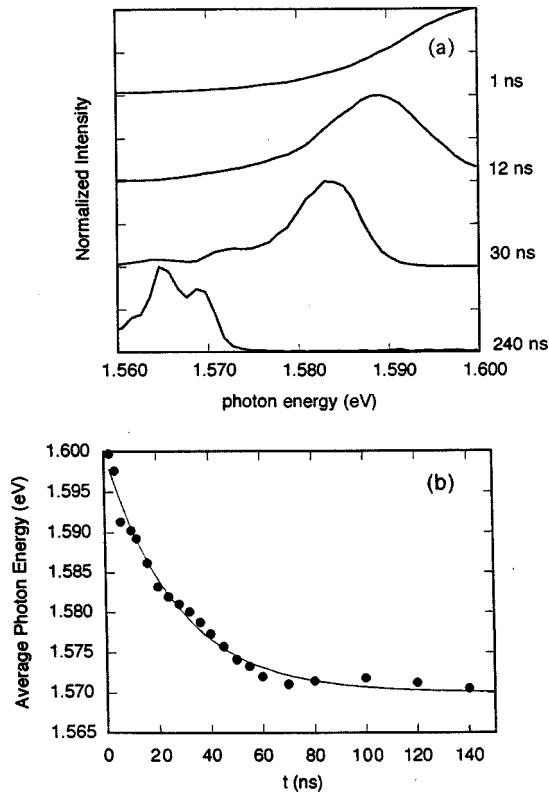 (a)
Normalized Intensity
1 ns
12 ns
30 ns
240 ns
1.560 1.570 1.580 1.590 1.600
photon energy (eV)
(b)
Average Photon Energy (eV)
1.600
1.595
1.590
1.585
1.580
1.575
1.570
1.565
0 20 40 60 80 100 120 140
t (ns)